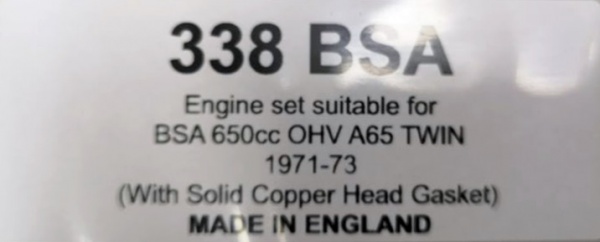 338 BSA
Engine set suitable for
BSA 650cc OHV A65 TWIN
1971-73
(With Solid Copper Head Gasket)
MADE IN ENGLAND